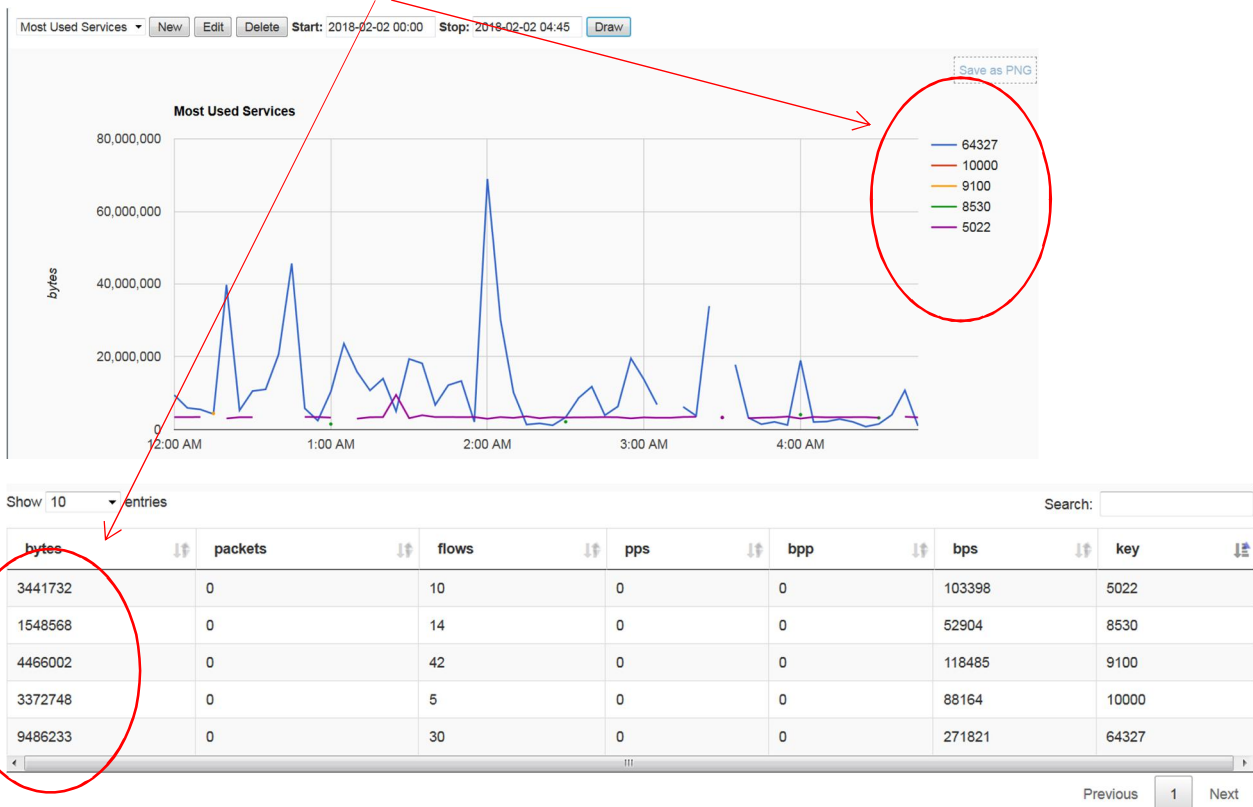 Most Used Services New Edit Delete Start: 2018-02-02 00:00 Stop: 2018-02-02 04:45 Draw
Save as PNG
Most Used Services
80,000,000
60,000,000
40,000,000
20,000,000
0
bytes
12:00 AM 1:00 AM 2:00 AM 3:00 AM 4:00 AM
64327
10000
9100
8530
5022
Show 10 entries Search:
bytes packets flows pps bpp bps key
3441732 0 10 0 0 103398 5022
1548568 0 14 0 0 52904 8530
4466002 0 42 0 0 118485 9100
3372748 0 5 0 0 88164 10000
9486233 0 30 0 0 271821 64327
Previous 1 Next